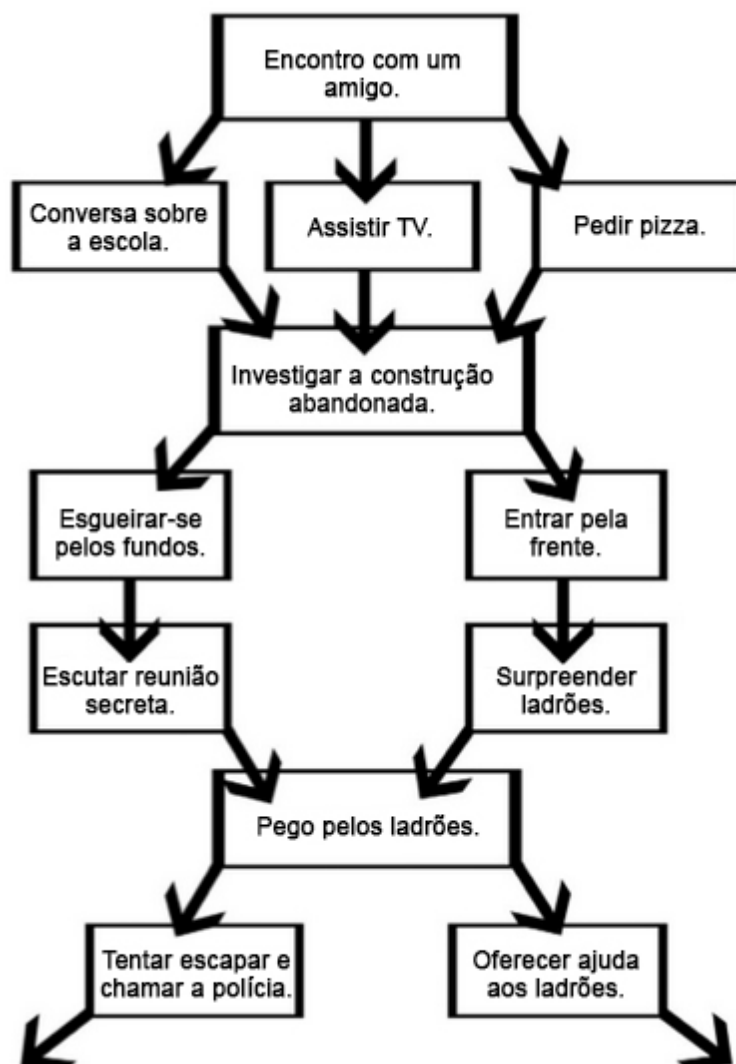 Encontro com um
amigo.
Conversa sobre
a escola.
Assistir TV.
Pedir pizza.
Investigar a construção
abandonada.
Esgueirar-se
pelos fundos.
Entrar pela
frente.
Escutar reunião
secreta.
Surpreender
ladrões.
Pego pelos ladrões.
Tentar escapar e
chamar a polícia.
Oferecer ajuda
aos ladrões.